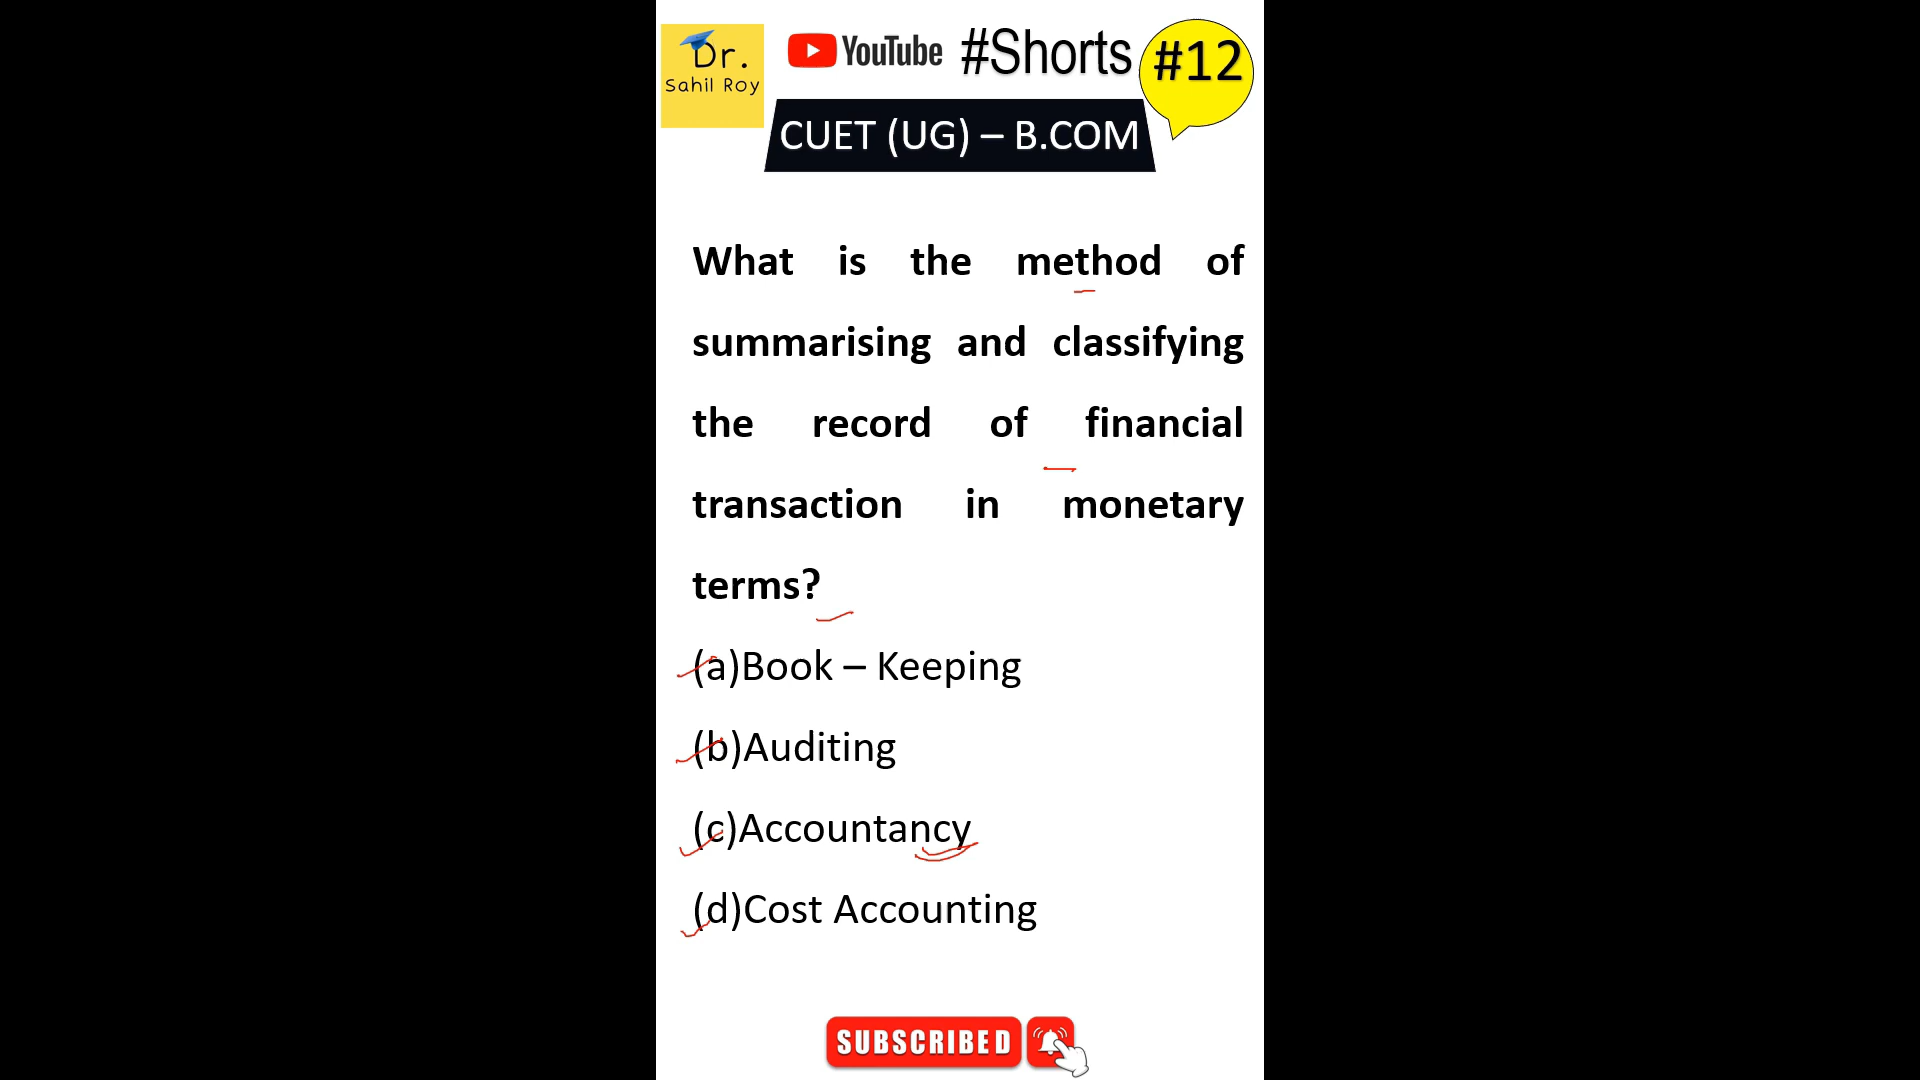 Dr.
Sahil Roy
YouTube #Shorts #12
CUET (UG) – B.COM
What is the method of
summarising and classifying
the record of financial
transaction in monetary
terms?
(a)Book – Keeping
(b)Auditing
(c)Accountancy
(d)Cost Accounting
SUBSCRIBED